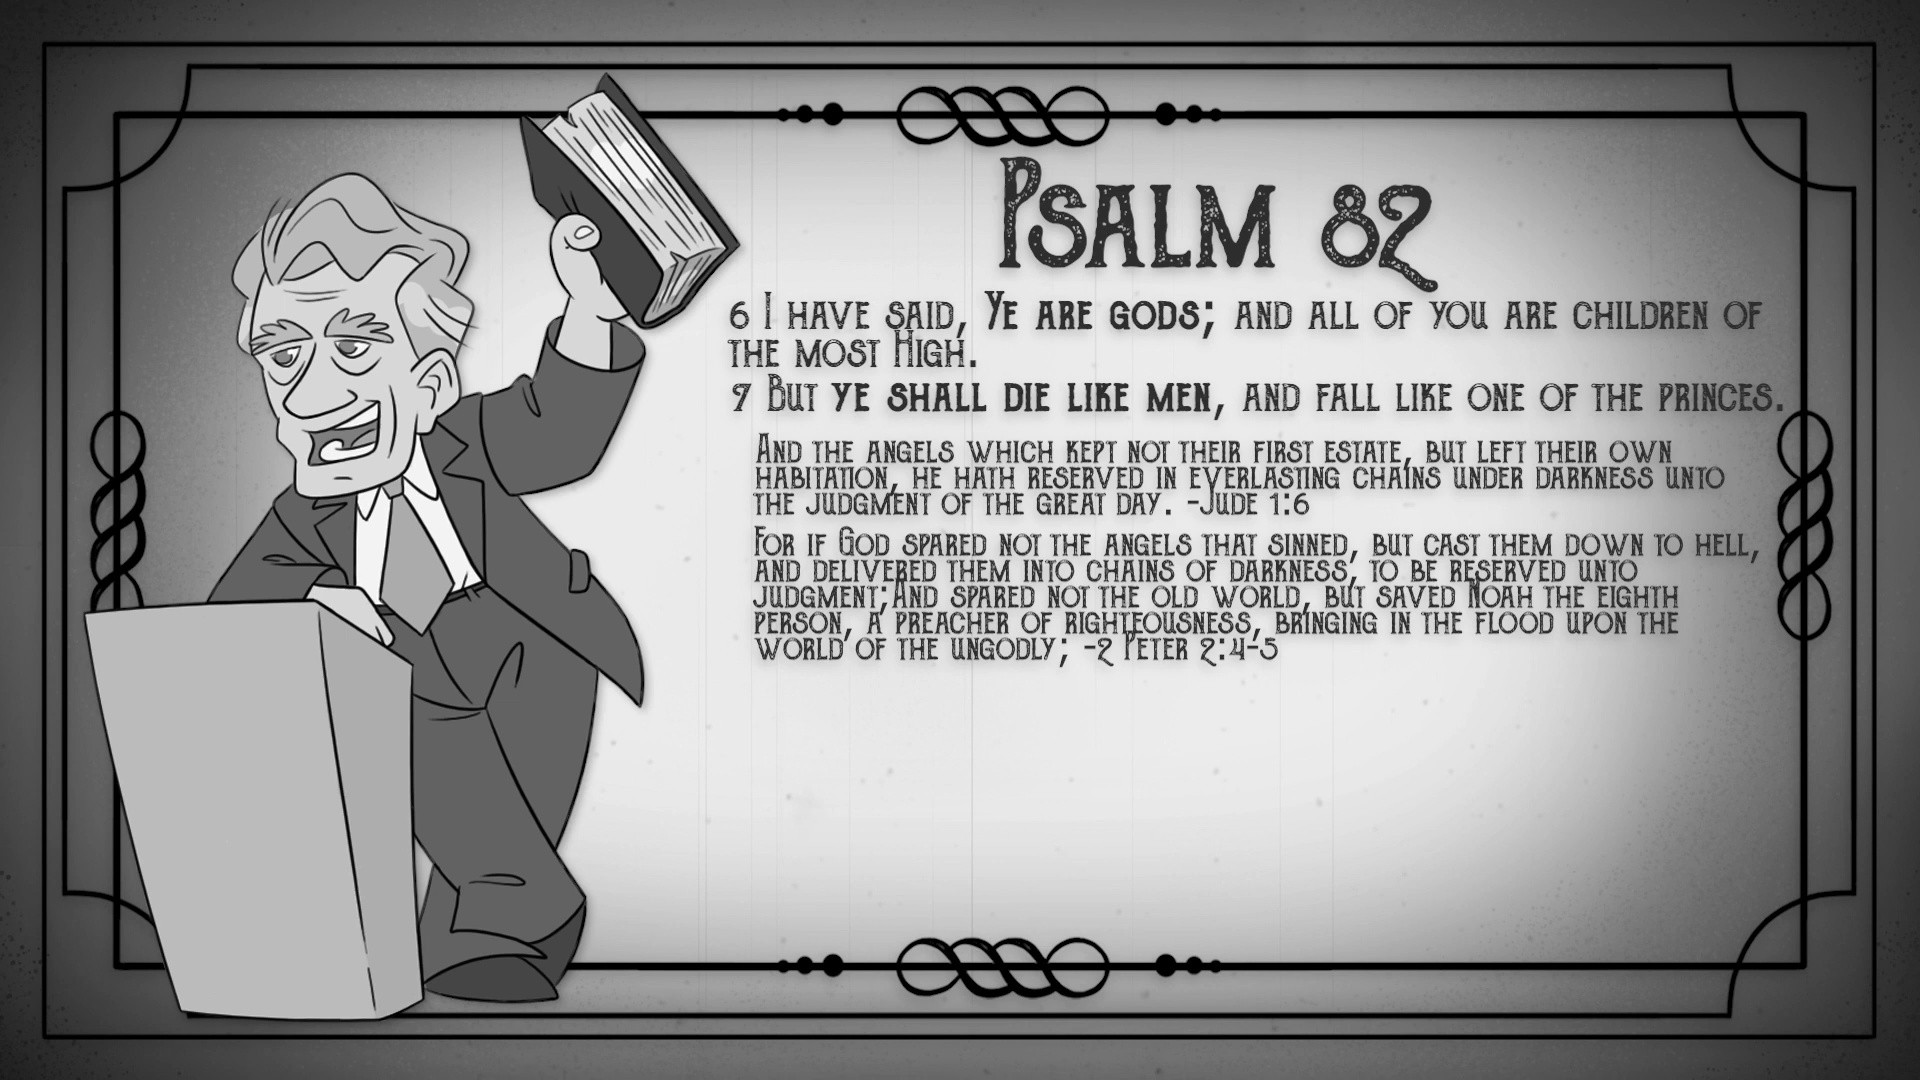 Psalm 82
6 I have said, Ye are gods; and all of you are children of
the most High.
7 But ye shall die like men, and fall like one of the princes.
And the angels which kept not their first estate, but left their own
habitation, he hath reserved in everlasting chains under darkness unto
the judgment of the great day. -Jude 1:6
For if God spared not the angels that sinned, but cast them down to hell,
and delivered them into chains of darkness, to be reserved unto
judgment;And spared not the old world, but saved Noah the eighth
person, a preacher of righteousness, bringing in the flood upon the
world of the ungodly; -2 Peter 2:4-5